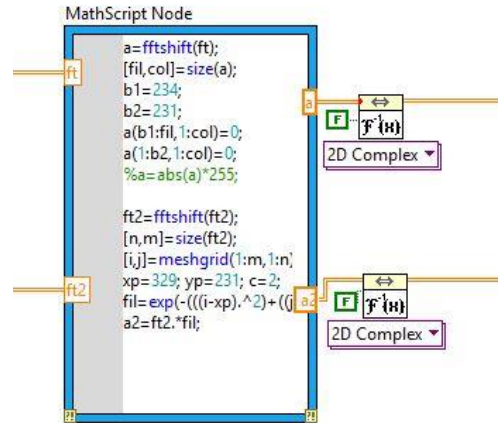 MathScript Node
a=fftshift(ft);
[fil,col]=size(a);
b1=234;
b2=231;
a(b1:fil,1:col)=0;
a(1:b2,1:col)=0;
%a=abs(a)*255;
ft2=fftshift(ft2);
[n,m]=size(ft2);
[i,j]=meshgrid(1:m,1:n)
xp=329; yp=231; c=2;
fil=exp(-(((i-xp).^2)+((j
a2=ft2.*fil;
ft
ft2
a
a2
F
F⁻¹{x}
2D Complex
F
F⁻¹{x}
2D Complex